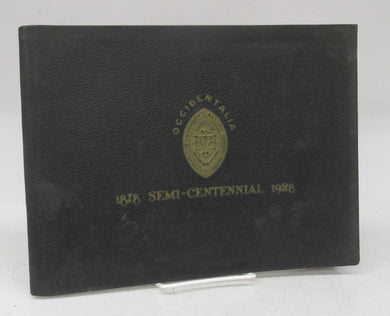 OCCIDENTALIA
1878 SEMI-CENTENNIAL 1928